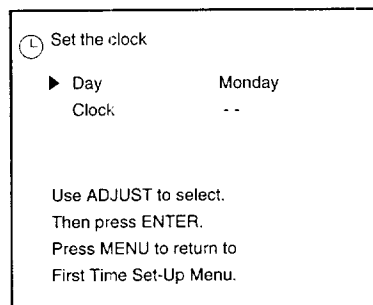 Set the clock
▶ Day Monday
Clock - -
Use ADJUST to select.
Then press ENTER.
Press MENU to return to
First Time Set-Up Menu.